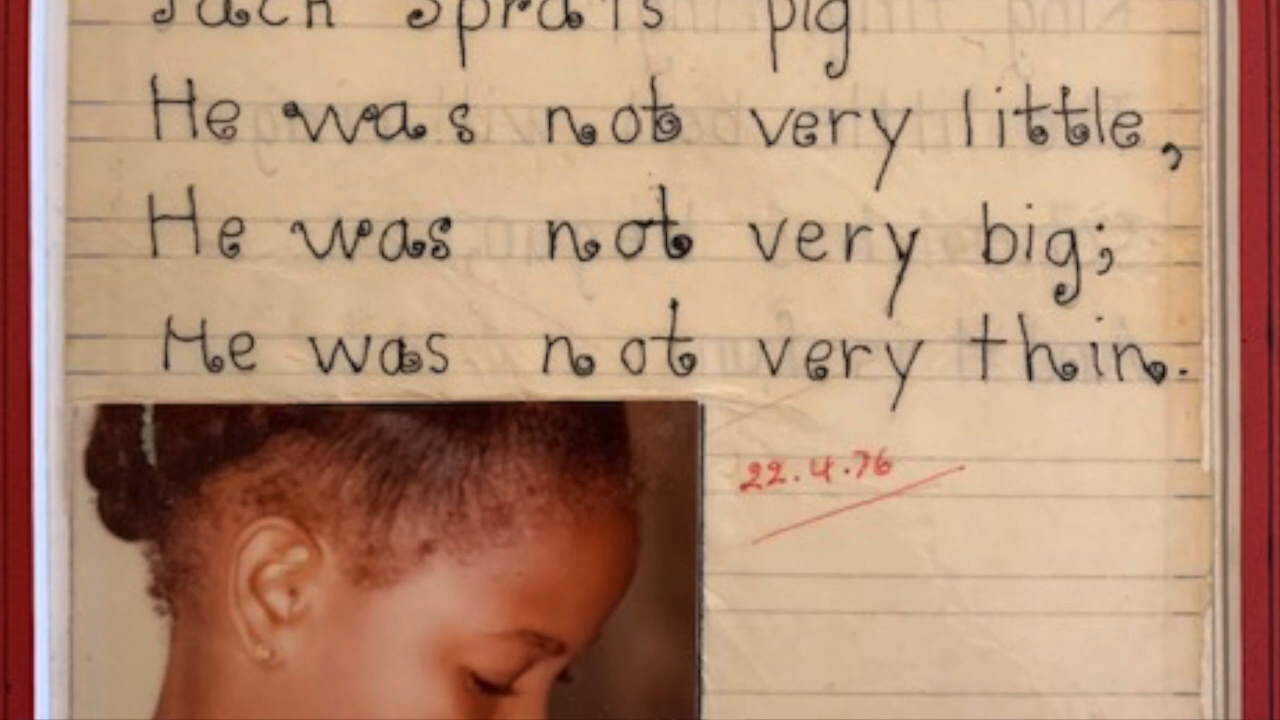 Jack Sprats pig
He was not very little,
He was not very big;
He was not very thin.
22.4.76